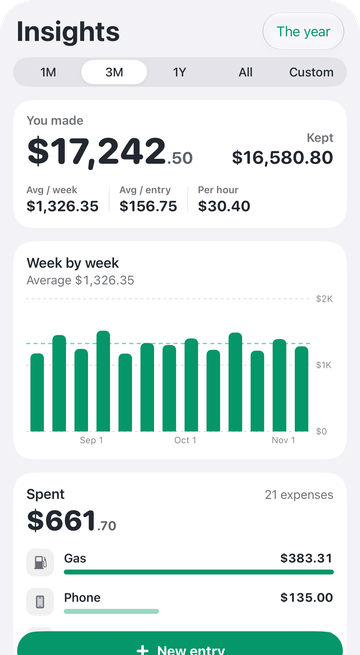 Insights
The year
1M 3M 1Y All Custom
You made
$17,242.50
Kept
$16,580.80
Avg / week
$1,326.35
Avg / entry
$156.75
Per hour
$30.40
Week by week
Average $1,326.35
$2K
$1K
$0
Sep 1 Oct 1 Nov 1
Spent
21 expenses
$661.70
Gas $383.31
Phone $135.00
+ New entry